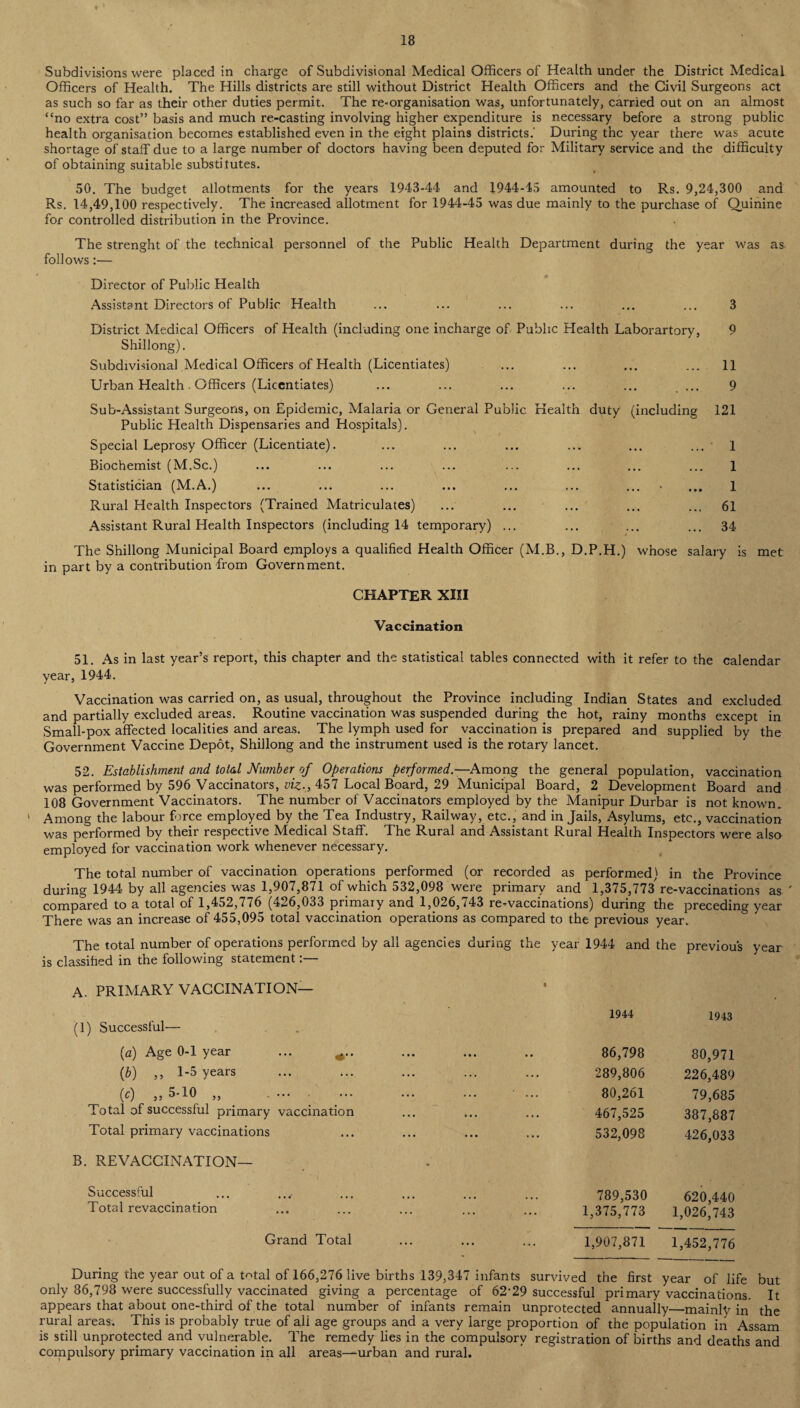 18
Subdivisions were placed in charge of Subdivisional Medical Officers of Health under the District Medical
Officers of Health. The Hills districts are still without District Health Officers and the Civil Surgeons act
as such so far as their other duties permit. The re-organisation was, unfortunately, carried out on an almost
“no extra cost” basis and much re-casting involving higher expenditure is necessary before a strong public
health organisation becomes established even in the eight plains districts. During the year there was acute
shortage of staff due to a large number of doctors having been deputed for Military service and the difficulty
of obtaining suitable substitutes.
50. The budget allotments for the years 1943-44 and 1944-45 amounted to Rs. 9,24,300 and
Rs. 14,49,100 respectively. The increased allotment for 1944-45 was due mainly to the purchase of Quinine
for controlled distribution in the Province.
The strenght of the technical personnel of the Public Health Department during the year was as
follows :—
Director of Public Health
Assistant Directors of Public Health ... ... ... ... ... ... 3
District Medical Officers of Health (including one incharge of Public Health Laborartory, 9
Shillong).
Subdivisional Medical Officers of Health (Licentiates) ... ... ... ... 11
Urban Health Officers (Licentiates) ... ... ... ... ... ... 9
Sub-Assistant Surgeons, on Epidemic, Malaria or General Public Health duty (including 121
Public Health Dispensaries and Hospitals).
Special Leprosy Officer (Licentiate). ... ... ... ... ... ... 1
Biochemist (M.Sc.) ... ... ... ... ... ... ... ... 1
Statistician (M.A.) ... ... ... ... ... ... ... ... 1
Rural Health Inspectors (Trained Matriculates) ... ... ... ... ... 61
Assistant Rural Health Inspectors (including 14 temporary) ... ... ... ... 34
The Shillong Municipal Board employs a qualified Health Officer (M.B., D.P.H.) whose salary is met
in part by a contribution from Government.
CHAPTER XIII
Vaccination
51. As in last year’s report, this chapter and the statistical tables connected with it refer to the calendar
year, 1944.
Vaccination was carried on, as usual, throughout the Province including Indian States and excluded
and partially excluded areas. Routine vaccination was suspended during the hot, rainy months except in
Small-pox affected localities and areas. The lymph used for vaccination is prepared and supplied by the
Government Vaccine Depôt, Shillong and the instrument used is the rotary lancet.
52. Establishment and total Number of Operations performed.—Among the general population, vaccination
was performed by 596 Vaccinators, viz., 457 Local Board, 29 Municipal Board, 2 Development Board and
108 Government Vaccinators. The number of Vaccinators employed by the Manipur Durbar is not known.
Among the labour force employed by the Tea Industry, Railway, etc., and in Jails, Asylums, etc., vaccination
was performed by their respective Medical Staff. The Rural and Assistant Rural Health Inspectors were also
employed for vaccination work whenever necessary.
The total number of vaccination operations performed (or recorded as performed) in the Province
during 1944 by all agencies was 1,907,871 of which 532,098 were primary and 1,375,773 re-vaccinations as
compared to a total of 1,452,776 (426,033 primary and 1,026,743 re-vaccinations) during the preceding year
There was an increase of 455,095 total vaccination operations as compared to the previous year.
The total number of operations performed by all agencies during the year 1944 and the previous year
is classified in the following statement :—
A. PRIMARY VACCINATION—
1944 1943
(1) Successful—
(a) Age 0-1 year ... ... ... ... .. 86,798 80,971
(b) ,, 1-5 years ... ... ... ... ... 289,806 226,489
(c) ,, 5-10 ,, ... ... ... ... ... 80,261 79,685
Total of successful primary vaccination ... ... ... 467,525 387,887
Total primary vaccinations ... ... ... ... 532,098 426,033
B. REVACCINATION—
Successful ... ... ... ... ... ... 789,530 620,440
Total revaccination ... ... ... ... ... 1,375,773 1,026,743
Grand Total ... ... ... 1,907,871 1,452,776
During the year out of a total of 166,276 live births 139,347 infants survived the first year of life but
only 86,798 were successfully vaccinated giving a percentage of 62·29 successful primary vaccinations. It
appears that about one-third of the total number of infants remain unprotected annually—mainly in the
rural areas. This is probably true of all age groups and a very large proportion of the population in Assam
is still unprotected and vulnerable. The remedy lies in the compulsory registration of births and deaths and
compulsory primary vaccination in all areas—urban and rural.